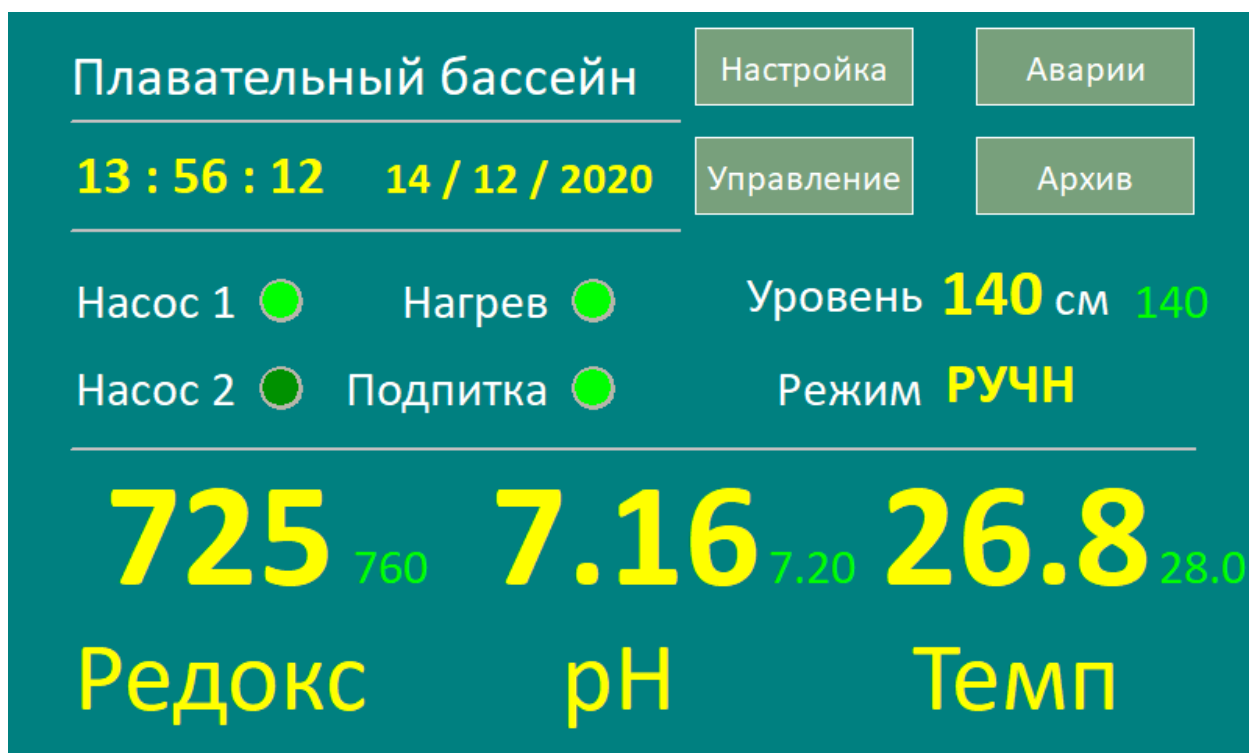 Плавательный бассейн
Настройка
Аварии
13 : 56 : 12
14 / 12 / 2020
Управление
Архив
Насос 1
Нагрев
Уровень 140 см 140
Насос 2
Подпитка
Режим РУЧН
725 760
7.16 7.20
26.8 28.0
Редокс
pH
Темп